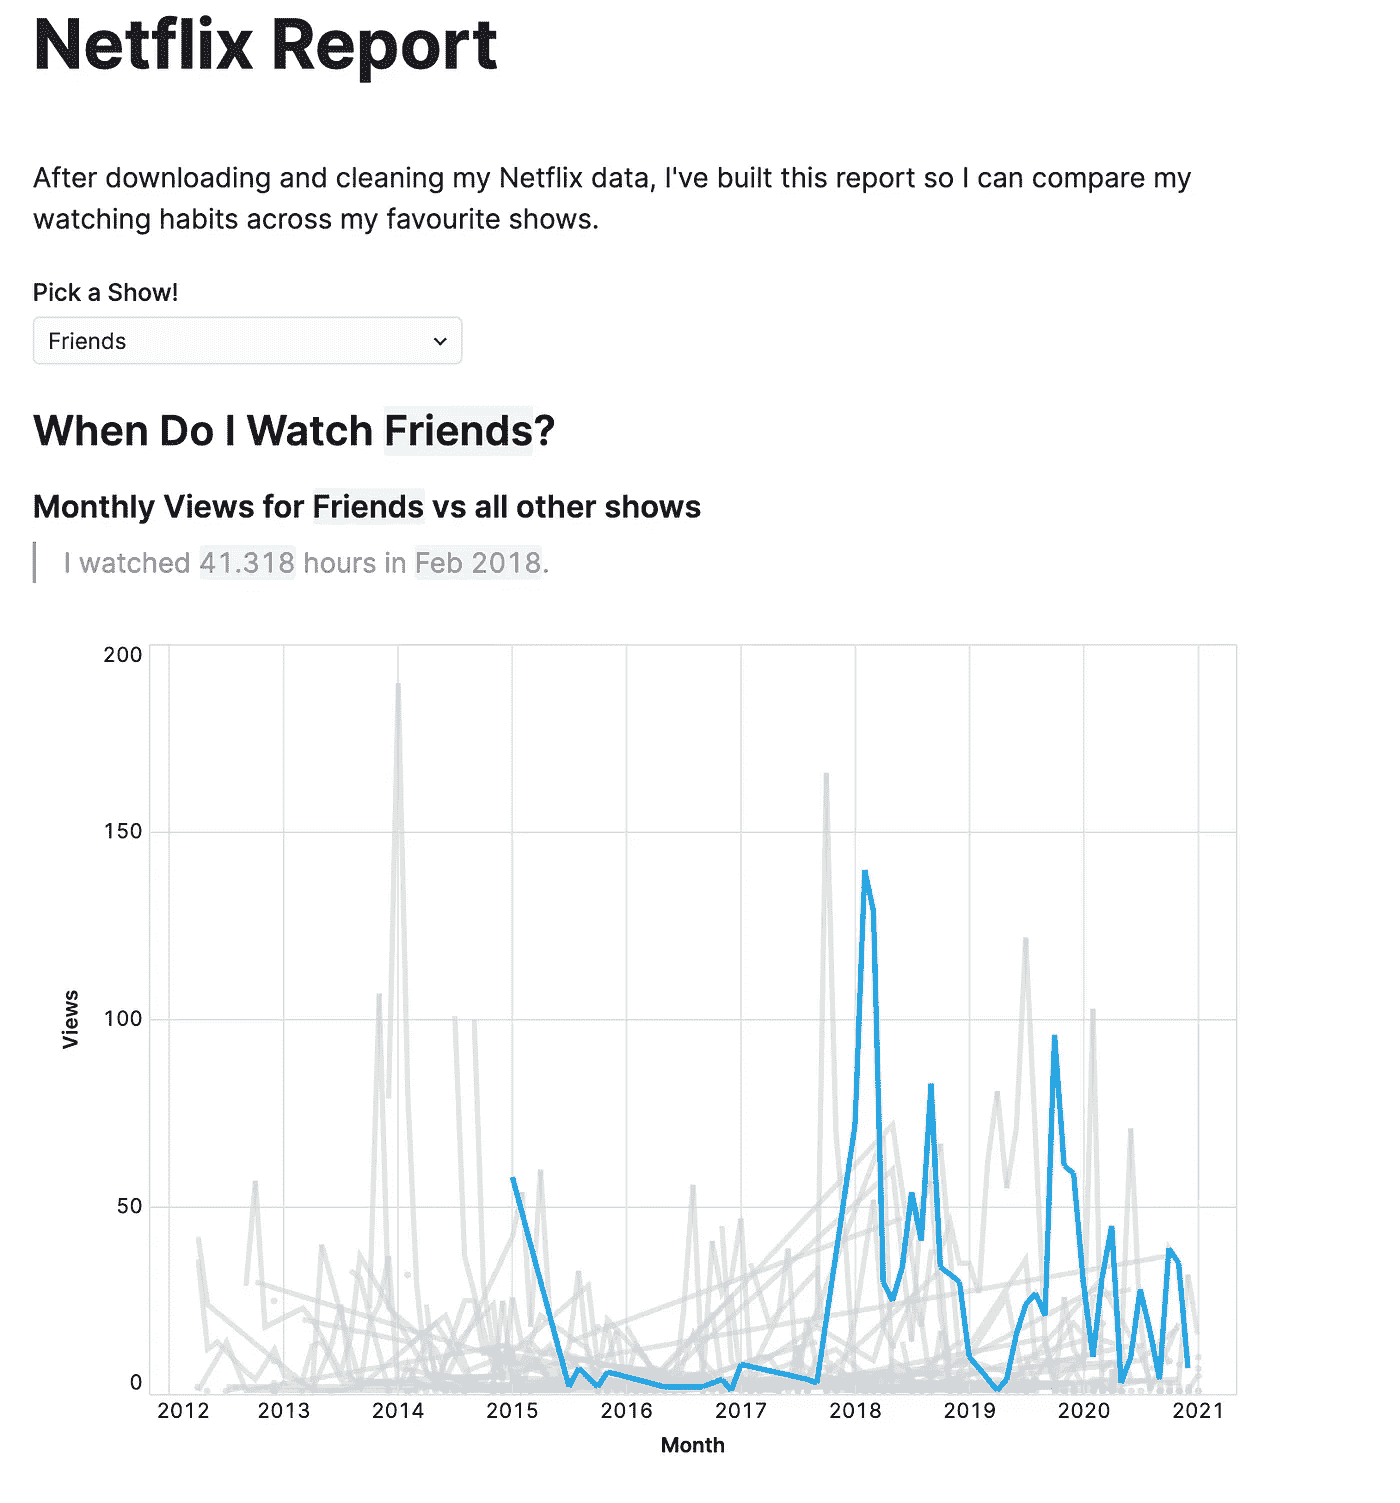 Netflix Report
After downloading and cleaning my Netflix data, I've built this report so I can compare my
watching habits across my favourite shows.
Pick a Show!
Friends
When Do I Watch Friends?
Monthly Views for Friends vs all other shows
I watched 41.318 hours in Feb 2018.
200
150
100
50
0
Views
2012 2013 2014 2015 2016 2017 2018 2019 2020 2021
Month